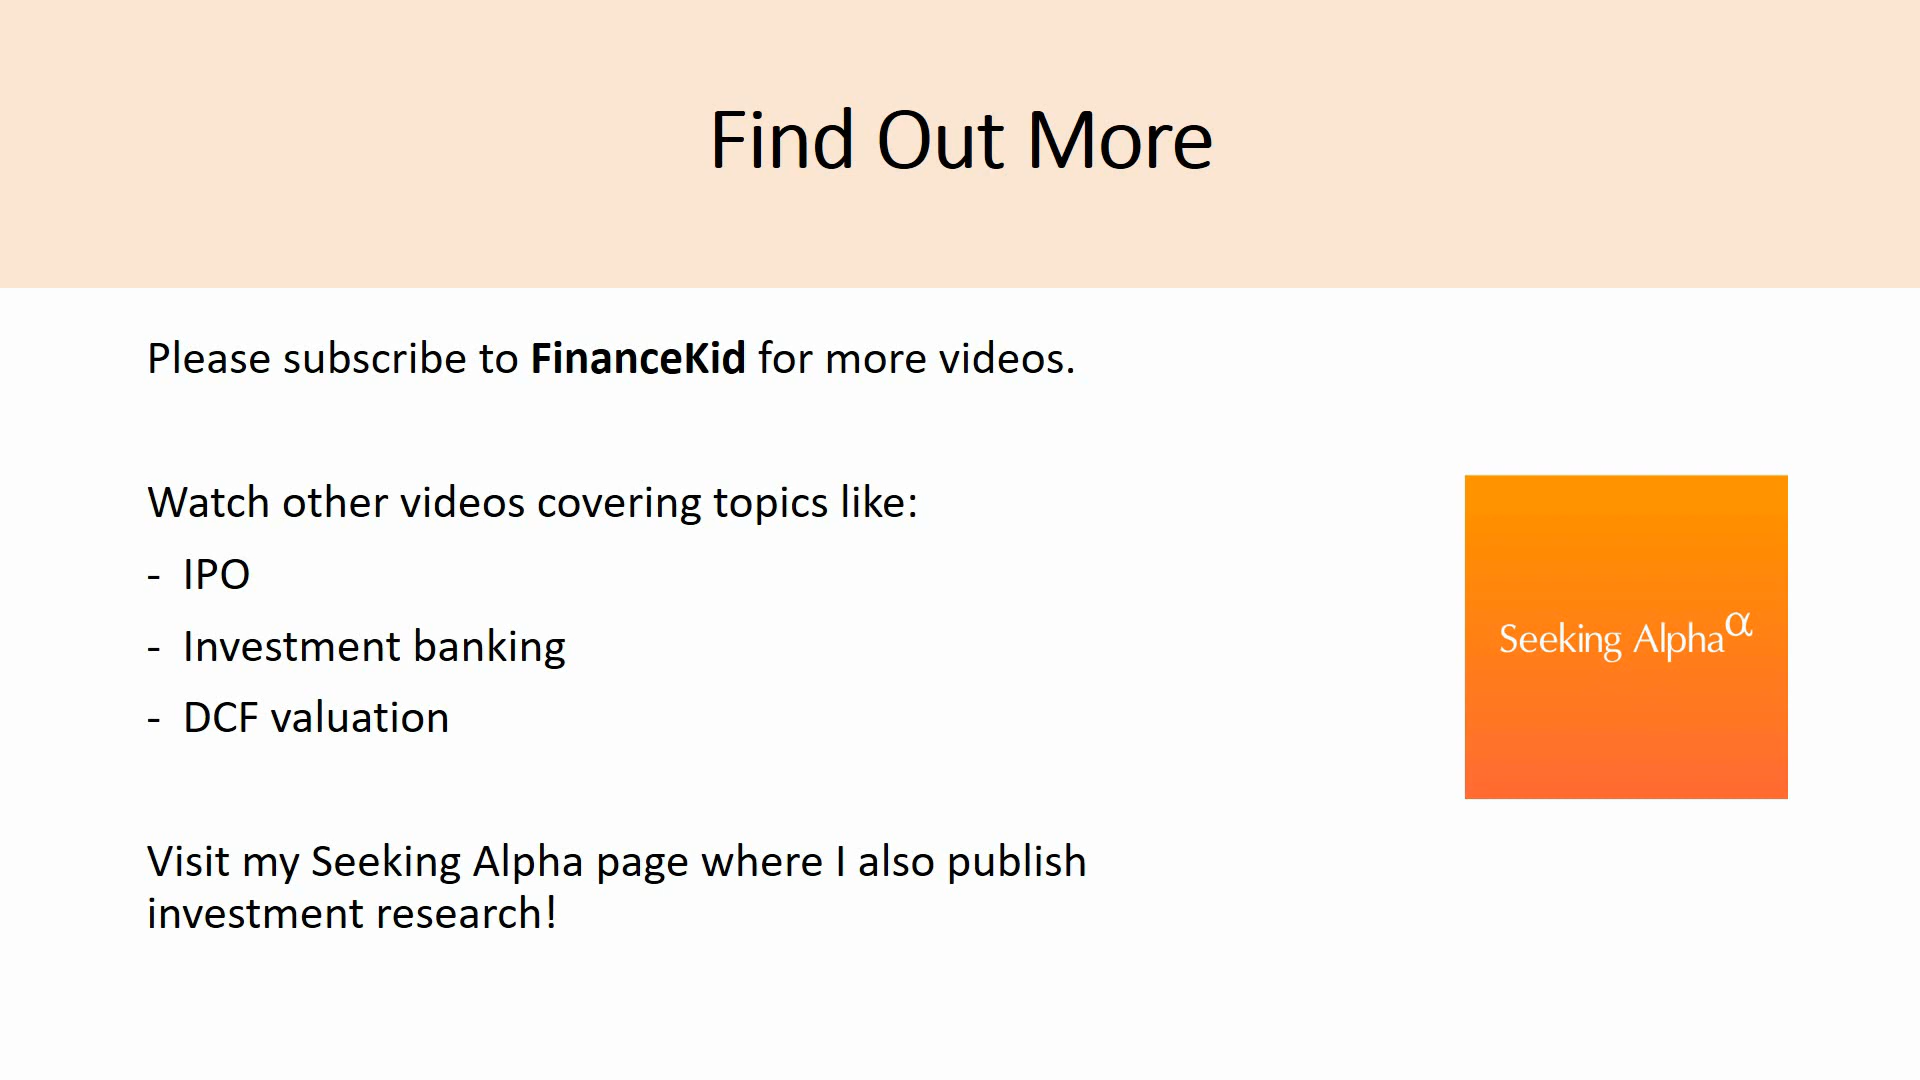 Find Out More
Please subscribe to FinanceKid for more videos.
Watch other videos covering topics like:
- IPO
- Investment banking
- DCF valuation
Seeking Alpha α
Visit my Seeking Alpha page where I also publish
investment research!